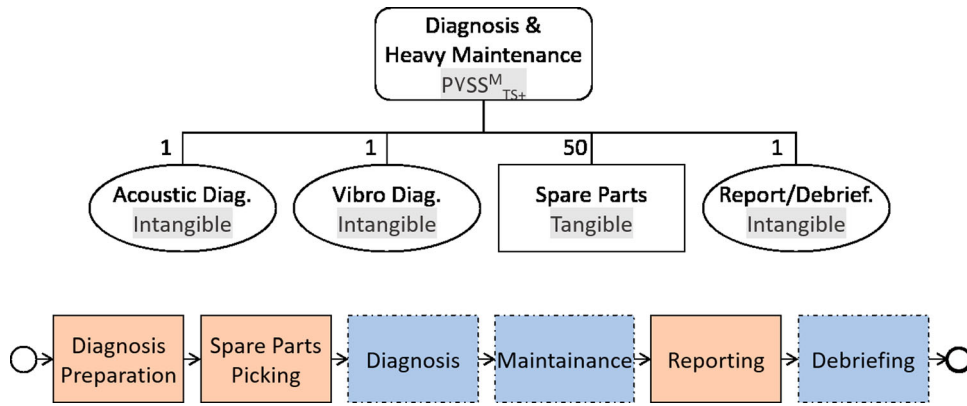 Diagnosis &
Heavy Maintenance
PVSSᴹTS+
1
1
50
1
Acoustic Diag.
Intangible
Vibro Diag.
Intangible
Spare Parts
Tangible
Report/Debrief.
Intangible
Diagnosis
Preparation
Spare Parts
Picking
Diagnosis
Maintainance
Reporting
Debriefing